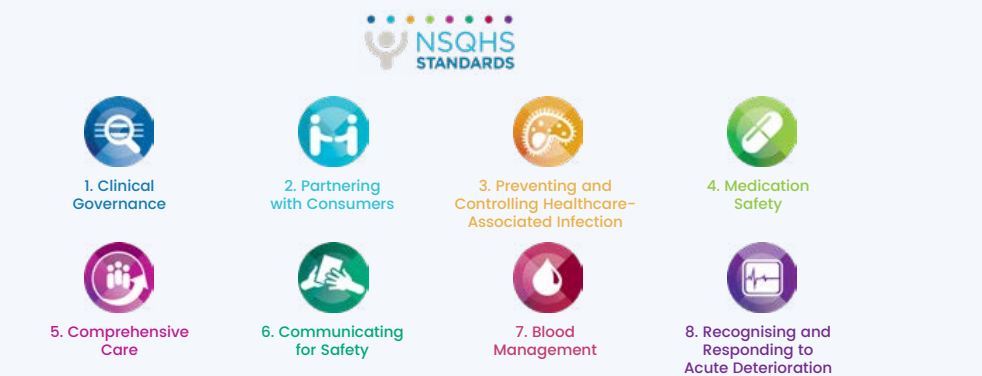 NSQHS
STANDARDS
1. Clinical
Governance
2. Partnering
with Consumers
3. Preventing and
Controlling Healthcare-
Associated Infection
4. Medication
Safety
5. Comprehensive
Care
6. Communicating
for Safety
7. Blood
Management
8. Recognising and
Responding to
Acute Deterioration